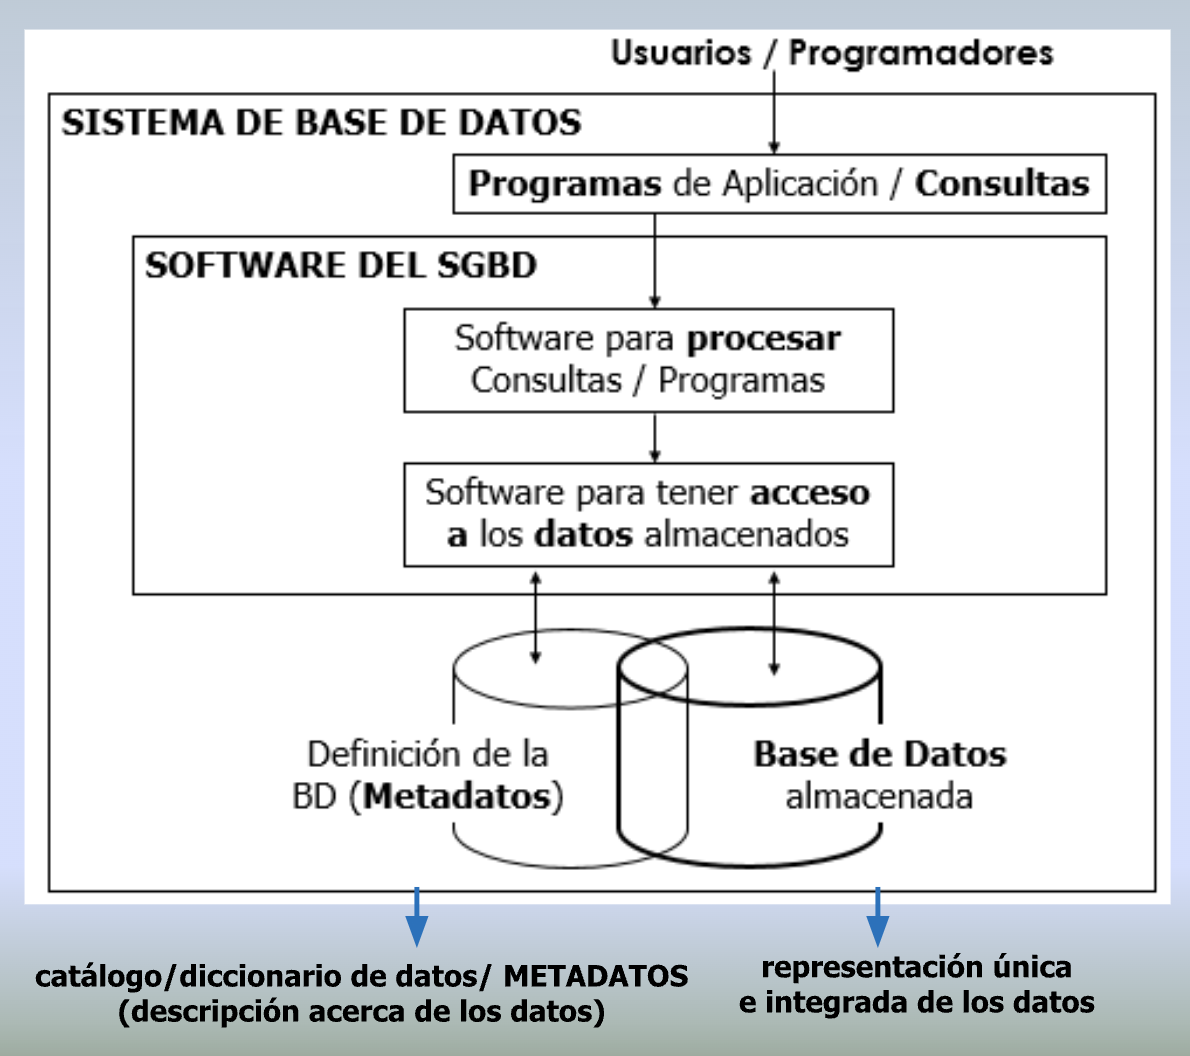 Usuarios / Programadores
SISTEMA DE BASE DE DATOS
Programas de Aplicación / Consultas
SOFTWARE DEL SGBD
Software para procesar
Consultas / Programas
Software para tener acceso
a los datos almacenados
Definición de la
BD (Metadatos)
Base de Datos
almacenada
catálogo/diccionario de datos/ METADATOS
(descripción acerca de los datos)
representación única
e integrada de los datos